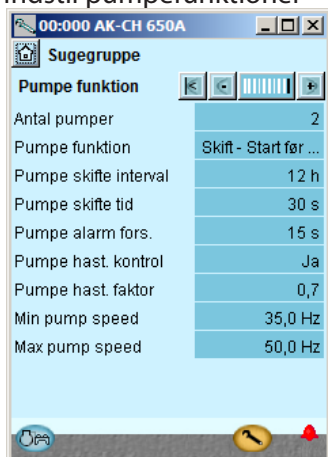 Indstil pumpefunktioner
00:000 AK-CH 650A
Sugegruppe
Pumpe funktion
Antal pumper 2
Pumpe funktion Skift - Start før ...
Pumpe skifte interval 12 h
Pumpe skifte tid 30 s
Pumpe alarm fors. 15 s
Pumpe hast. kontrol Ja
Pumpe hast. faktor 0,7
Min pump speed 35,0 Hz
Max pump speed 50,0 Hz